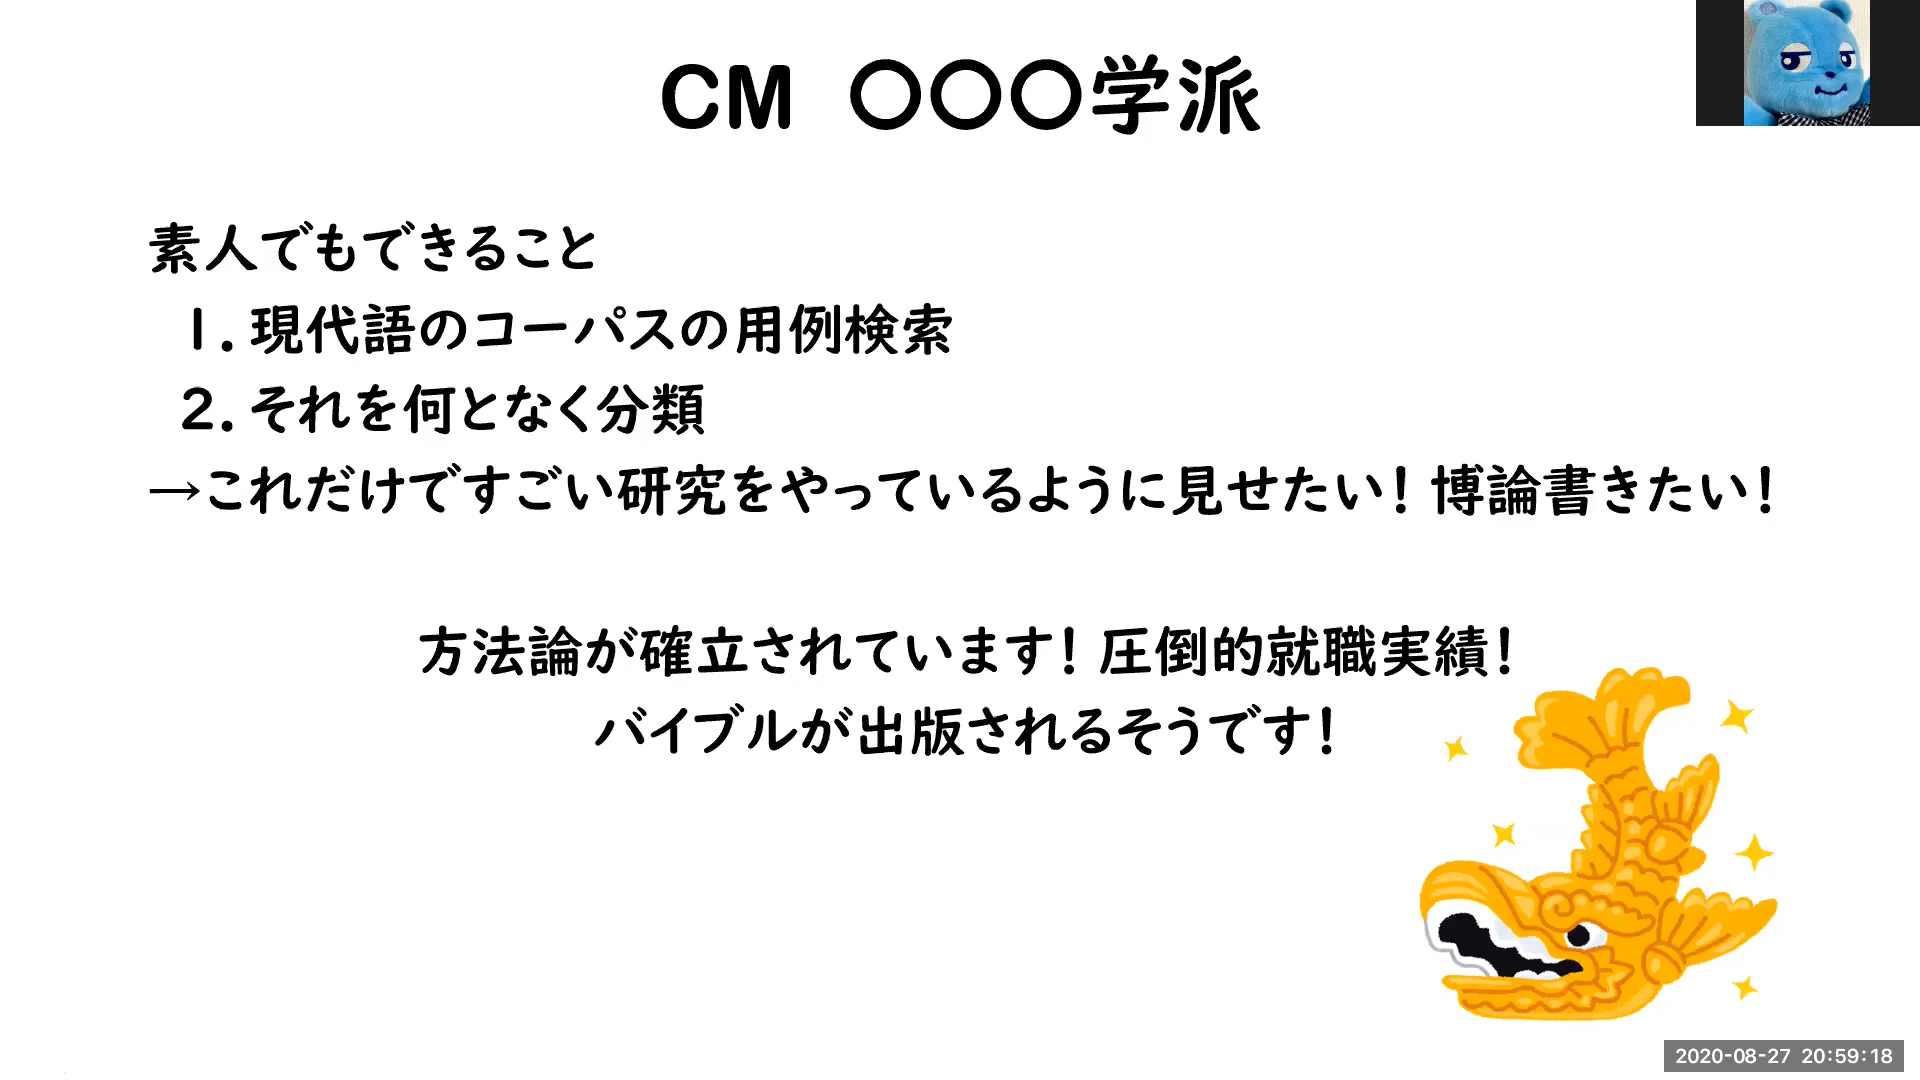 CM 〇〇〇学派
素人でもできること
1. 現代語のコーパスの用例検索
2. それを何となく分類
→これだけですごい研究をやっているように見せたい! 博論書きたい!
方法論が確立されています! 圧倒的就職実績!
バイブルが出版されるそうです!
2020-08-27 20:59:18